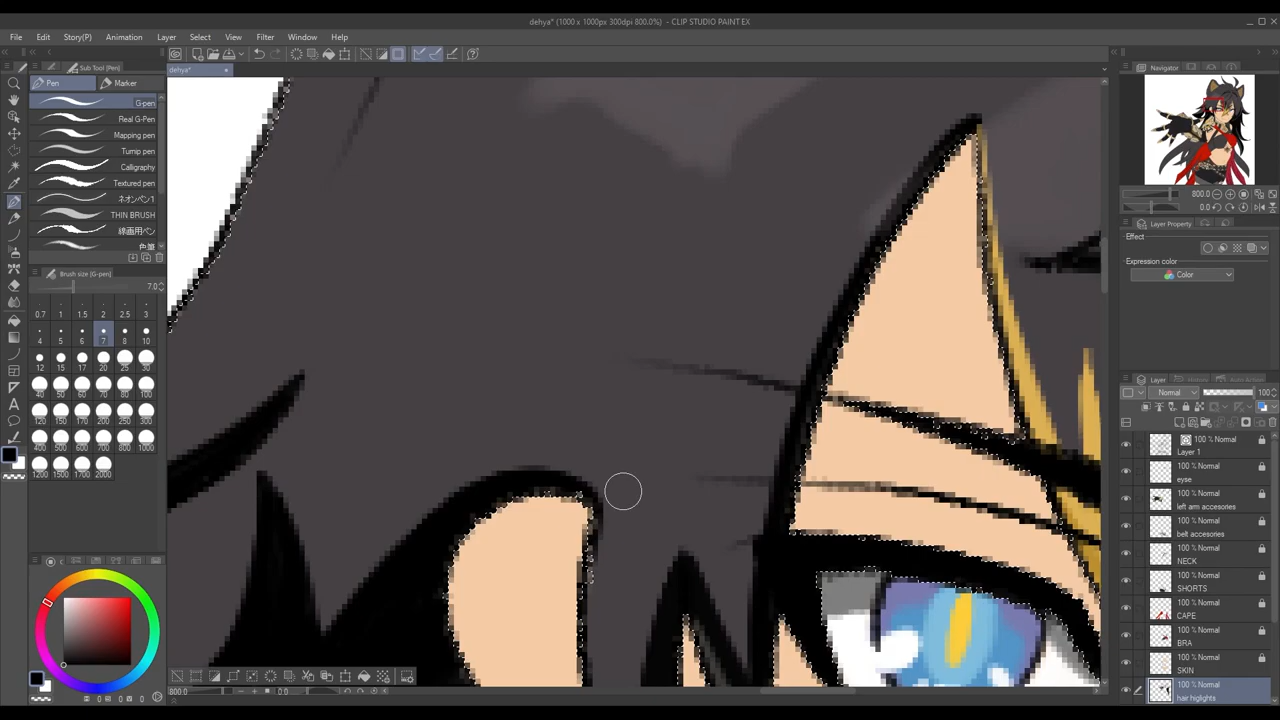 dehya* (1000 x 1000px 300dpi 800.0%) - CLIP STUDIO PAINT EX
File Edit Story(P) Animation Layer Select View Filter Window Help
Sub Tool (Pen)
dehya*
Navigator
Pen Marker
G-pen
Real G-Pen
Mapping pen
Turnip pen
Calligraphy
Textured pen
ネオンペン1
THIN BRUSH
線画用ペン
Brush size (G-pen)
7.0
0.7 1 1.5 2 2.5 3
4 5 6 7 8 10
12 15 17 20 25 30
40 50 60 70 80 100
120 150 170 200 250 300
400 500 600 700 800 1000
1200 1500 1700 2000
800.0
0.0
800.0
0.0
Layer Property
Effect
Expression color
Color
Layer
Normal
100
100 % Normal
Layer 1
100 % Normal
eyse
100 % Normal
left arm accesories
100 % Normal
belt accesories
100 % Normal
NECK
100 % Normal
SHORTS
100 % Normal
CAPE
100 % Normal
BRA
100 % Normal
SKIN
100 % Normal
hair higlights